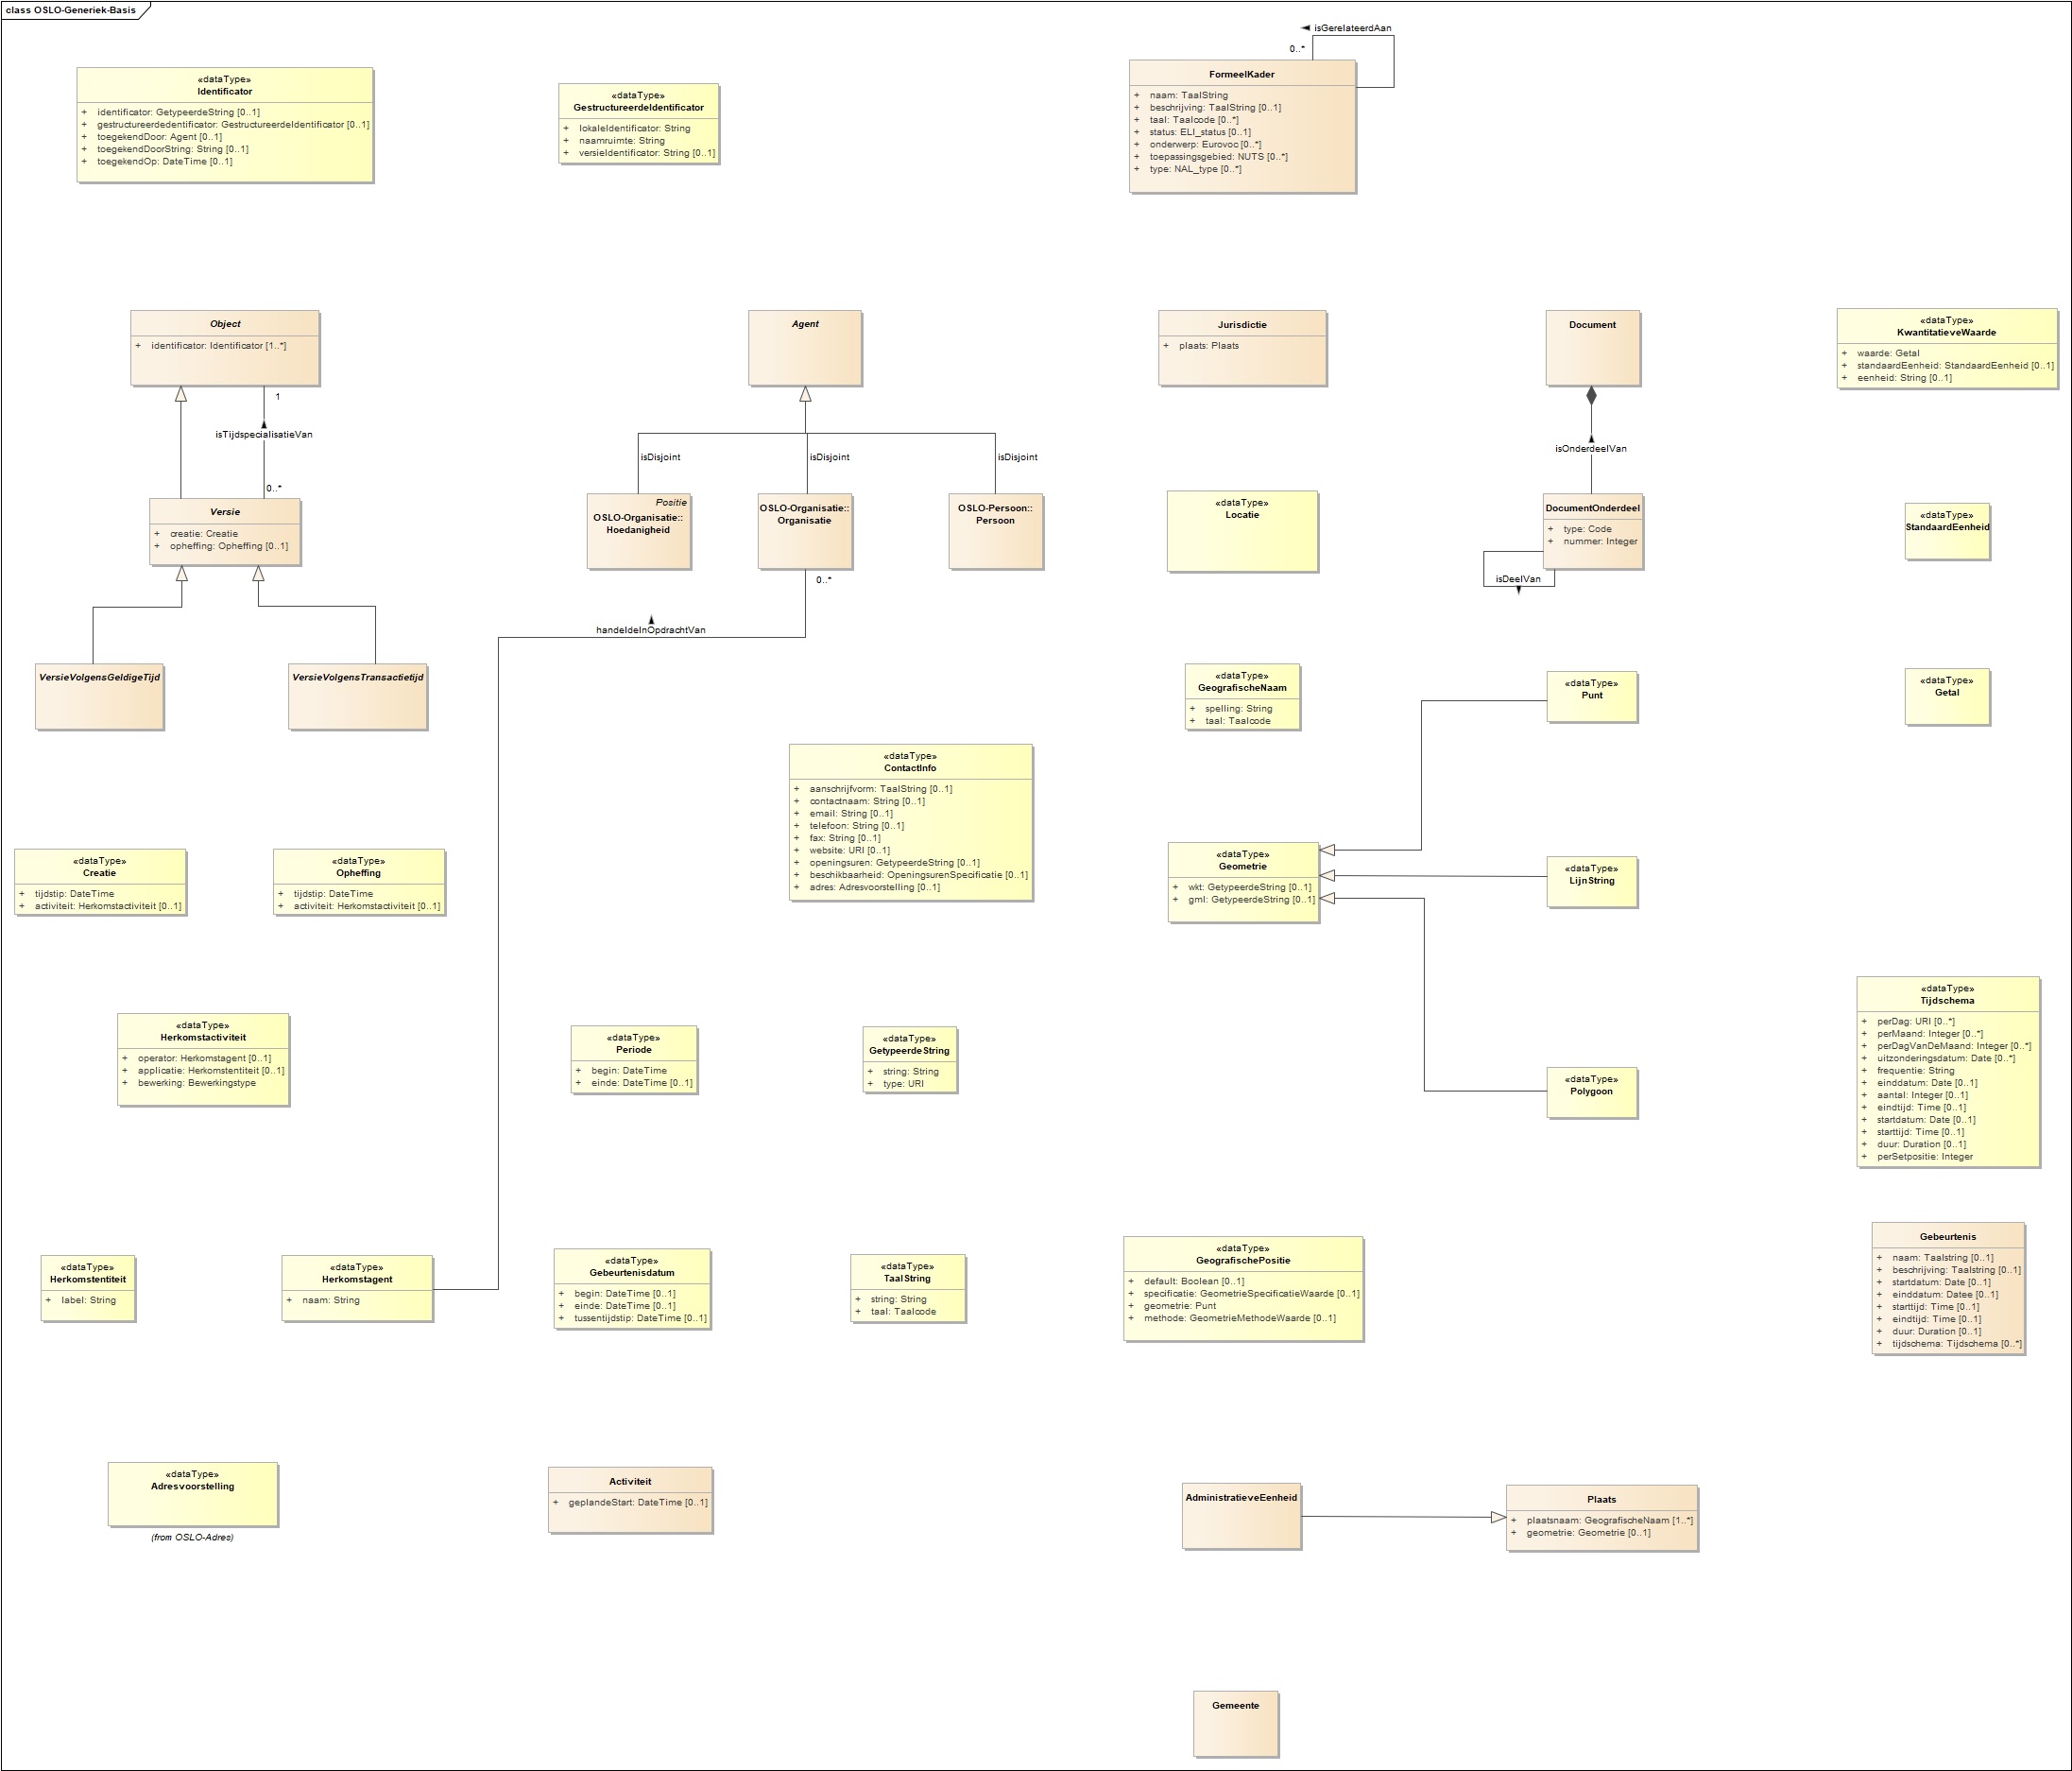 class OSLO-Generiek-Basis
«dataType»
Identificator
+ identificator: GetypeerdeString [0..1]
+ gestructureerdedentificator: GestructureerdeIdentificator [0..1]
+ toegekendDoor: Agent [0..1]
+ toegekendDoorString: String [0..1]
+ toegekendOp: DateTime [0..1]
«dataType»
GestructureerdeIdentificator
+ lokaleIdentificator: String
+ naamruimte: String
+ versieIdentificator: String [0..1]
isGerelateerdAan
0..*
FormeelKader
+ naam: TaalString
+ beschrijving: TaalString [0..1]
+ taal: Taalcode [0..*]
+ status: ELI_status [0..1]
+ onderwerp: Eurovoc [0..*]
+ toepassingsgebied: NUTS [0..*]
+ type: NAL_type [0..*]
Object
+ identificator: Identificator [1..*]
1
isTijdspecialisatieVan
0..*
Versie
+ creatie: Creatie
+ opheffing: Opheffing [0..1]
VersieVolgensGeldigeTijd
VersieVolgensTransactietijd
Agent
isDisjoint
isDisjoint
isDisjoint
Positie
OSLO-Organisatie::
Hoedanigheid
OSLO-Organisatie::
Organisatie
OSLO-Persoon::
Persoon
0..*
handeldeInOpdrachtVan
Jurisdictie
+ plaats: Plaats
Document
isOnderdeelVan
DocumentOnderdeel
+ type: Code
+ nummer: Integer
isDeelVan
«dataType»
KwantitatieveWaarde
+ waarde: Getal
+ standaardEenheid: StandaardEenheid [0..1]
+ eenheid: String [0..1]
«dataType»
Locatie
«dataType»
StandaardEenheid
«dataType»
GeografischeNaam
+ spelling: String
+ taal: Taalcode
«dataType»
Punt
«dataType»
Getal
«dataType»
ContactInfo
+ aanschrijfvorm: TaalString [0..1]
+ contactnaam: String [0..1]
+ email: String [0..1]
+ telefoon: String [0..1]
+ fax: String [0..1]
+ website: URI [0..1]
+ openingsuren: GetypeerdeString [0..1]
+ beschikbaarheid: OpeningsurenSpecificatie [0..1]
+ adres: Adresvoorstelling [0..1]
«dataType»
Creatie
+ tijdstip: DateTime
+ activiteit: Herkomstactiviteit [0..1]
«dataType»
Opheffing
+ tijdstip: DateTime
+ activiteit: Herkomstactiviteit [0..1]
«dataType»
Geometrie
+ wkt: GetypeerdeString [0..1]
+ gml: GetypeerdeString [0..1]
«dataType»
LijnString
«dataType»
Herkomstactiviteit
+ operator: Herkomstagent [0..1]
+ applicatie: Herkomstentiteit [0..1]
+ bewerking: Bewerkingstype
«dataType»
Periode
+ begin: DateTime
+ einde: DateTime [0..1]
«dataType»
GetypeerdeString
+ string: String
+ type: URI
«dataType»
Polygoon
«dataType»
Tijdschema
+ perDag: URI [0..*]
+ perMaand: Integer [0..*]
+ perDagVanDeMaand: Integer [0..*]
+ uitzonderingsdatum: Date [0..*]
+ frequentie: String
+ einddatum: Date [0..1]
+ aantal: Integer [0..1]
+ eindtijd: Time [0..1]
+ startdatum: Date [0..1]
+ starttijd: Time [0..1]
+ duur: Duration [0..1]
+ perSetpositie: Integer
«dataType»
Herkomstentiteit
+ label: String
«dataType»
Herkomstagent
+ naam: String
«dataType»
Gebeurtenisdatum
+ begin: DateTime [0..1]
+ einde: DateTime [0..1]
+ tussentijdstip: DateTime [0..1]
«dataType»
TaalString
+ string: String
+ taal: Taalcode
«dataType»
GeografischePositie
+ default: Boolean [0..1]
+ specificatie: GeometrieSpecificatieWaarde [0..1]
+ geometrie: Punt
+ methode: GeometrieMethodeWaarde [0..1]
Gebeurtenis
+ naam: Taalstring [0..1]
+ beschrijving: Taalstring [0..1]
+ startdatum: Date [0..1]
+ einddatum: Datee [0..1]
+ starttijd: Time [0..1]
+ eindtijd: Time [0..1]
+ duur: Duration [0..1]
+ tijdschema: Tijdschema [0..*]
«dataType»
Adresvoorstelling
(from OSLO-Adres)
Activiteit
+ geplandeStart: DateTime [0..1]
AdministratieveEenheid
Plaats
+ plaatsnaam: GeografischeNaam [1..*]
+ geometrie: Geometrie [0..1]
Gemeente